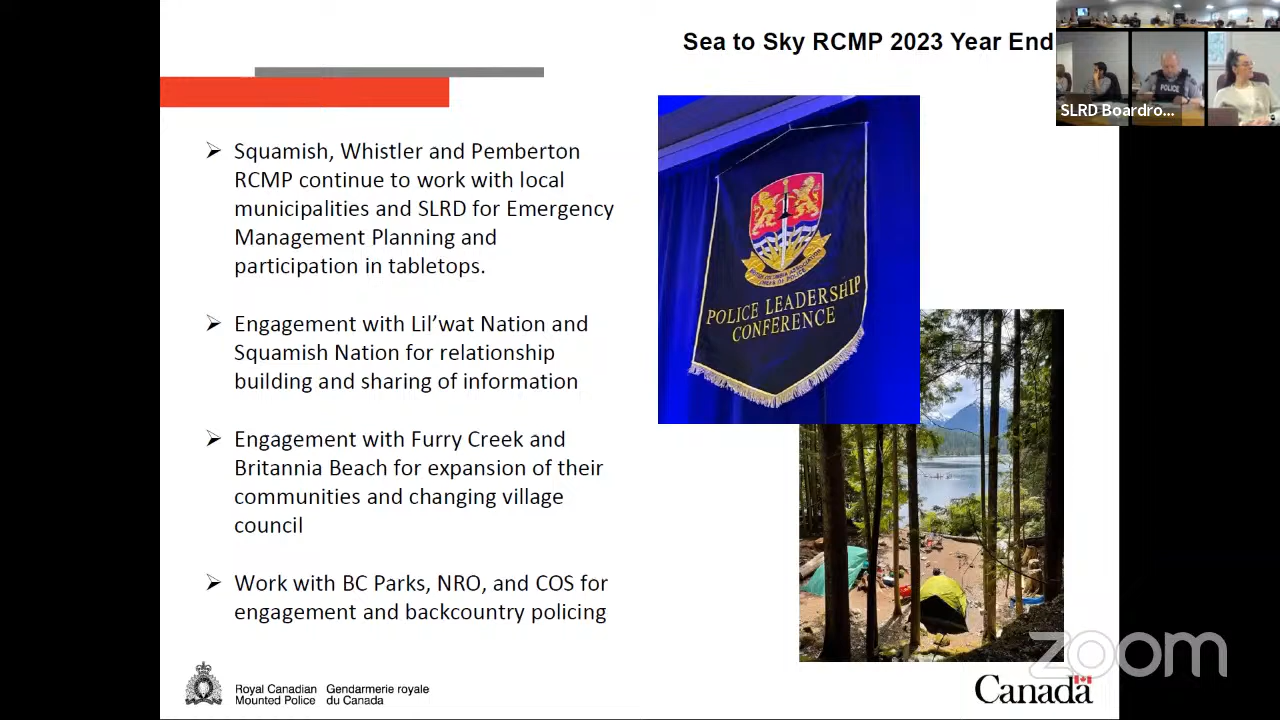 Sea to Sky RCMP 2023 Year End
POLICE
SLRD Boardro...
➢ Squamish, Whistler and Pemberton
RCMP continue to work with local
municipalities and SLRD for Emergency
Management Planning and
participation in tabletops.
➢ Engagement with Lil’wat Nation and
Squamish Nation for relationship
building and sharing of information
➢ Engagement with Furry Creek and
Britannia Beach for expansion of their
communities and changing village
council
➢ Work with BC Parks, NRO, and COS for
engagement and backcountry policing
POLICE LEADERSHIP
CONFERENCE
Royal Canadian Gendarmerie royale
Mounted Police du Canada
Canada
zoom